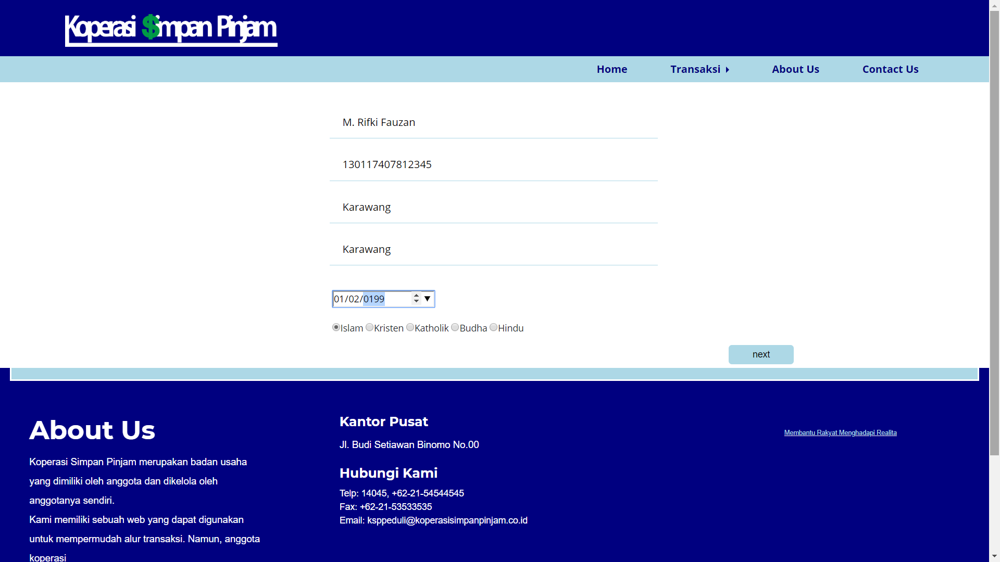 Koperasi $impan Pinjam
Home Transaksi About Us Contact Us
M. Rifki Fauzan
130117407812345
Karawang
Karawang
01/02/0199
Islam Kristen Katholik Budha Hindu
next
About Us
Koperasi Simpan Pinjam merupakan badan usaha
yang dimiliki oleh anggota dan dikelola oleh
anggotanya sendiri.
Kami memiliki sebuah web yang dapat digunakan
untuk mempermudah alur transaksi. Namun, anggota
koperasi
Kantor Pusat
Jl. Budi Setiawan Binomo No.00
Hubungi Kami
Telp: 14045, +62-21-54544545
Fax: +62-21-53533535
Email: ksppeduli@koperasisimpanpinjam.co.id
Membantu Rakyat Menghadapi Realita